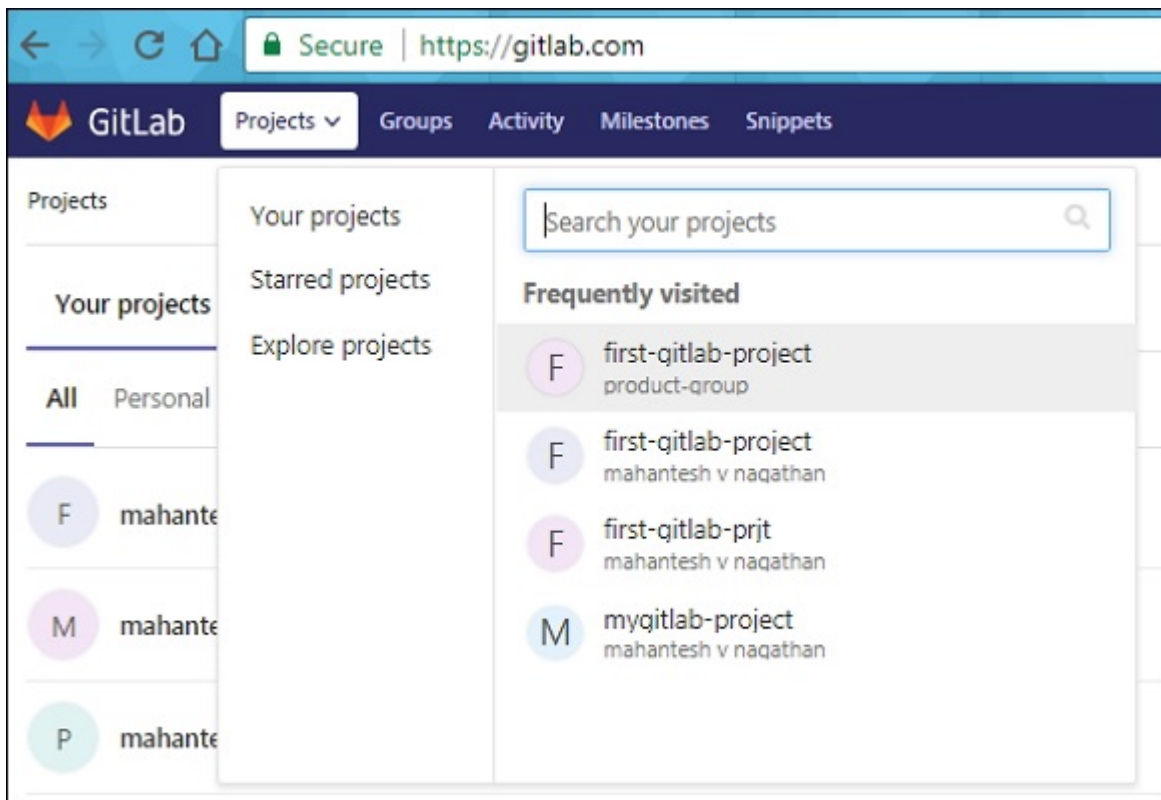 Secure | https://gitlab.com
GitLab Projects Groups Activity Milestones Snippets
Projects
Your projects
All Personal
F mahante
M mahante
P mahante
Your projects
Starred projects
Explore projects
Search your projects
Frequently visited
F first-gitlab-project
product-group
F first-gitlab-project
mahantesh v nagathan
F first-gitlab-prjt
mahantesh v nagathan
M mygitlab-project
mahantesh v nagathan